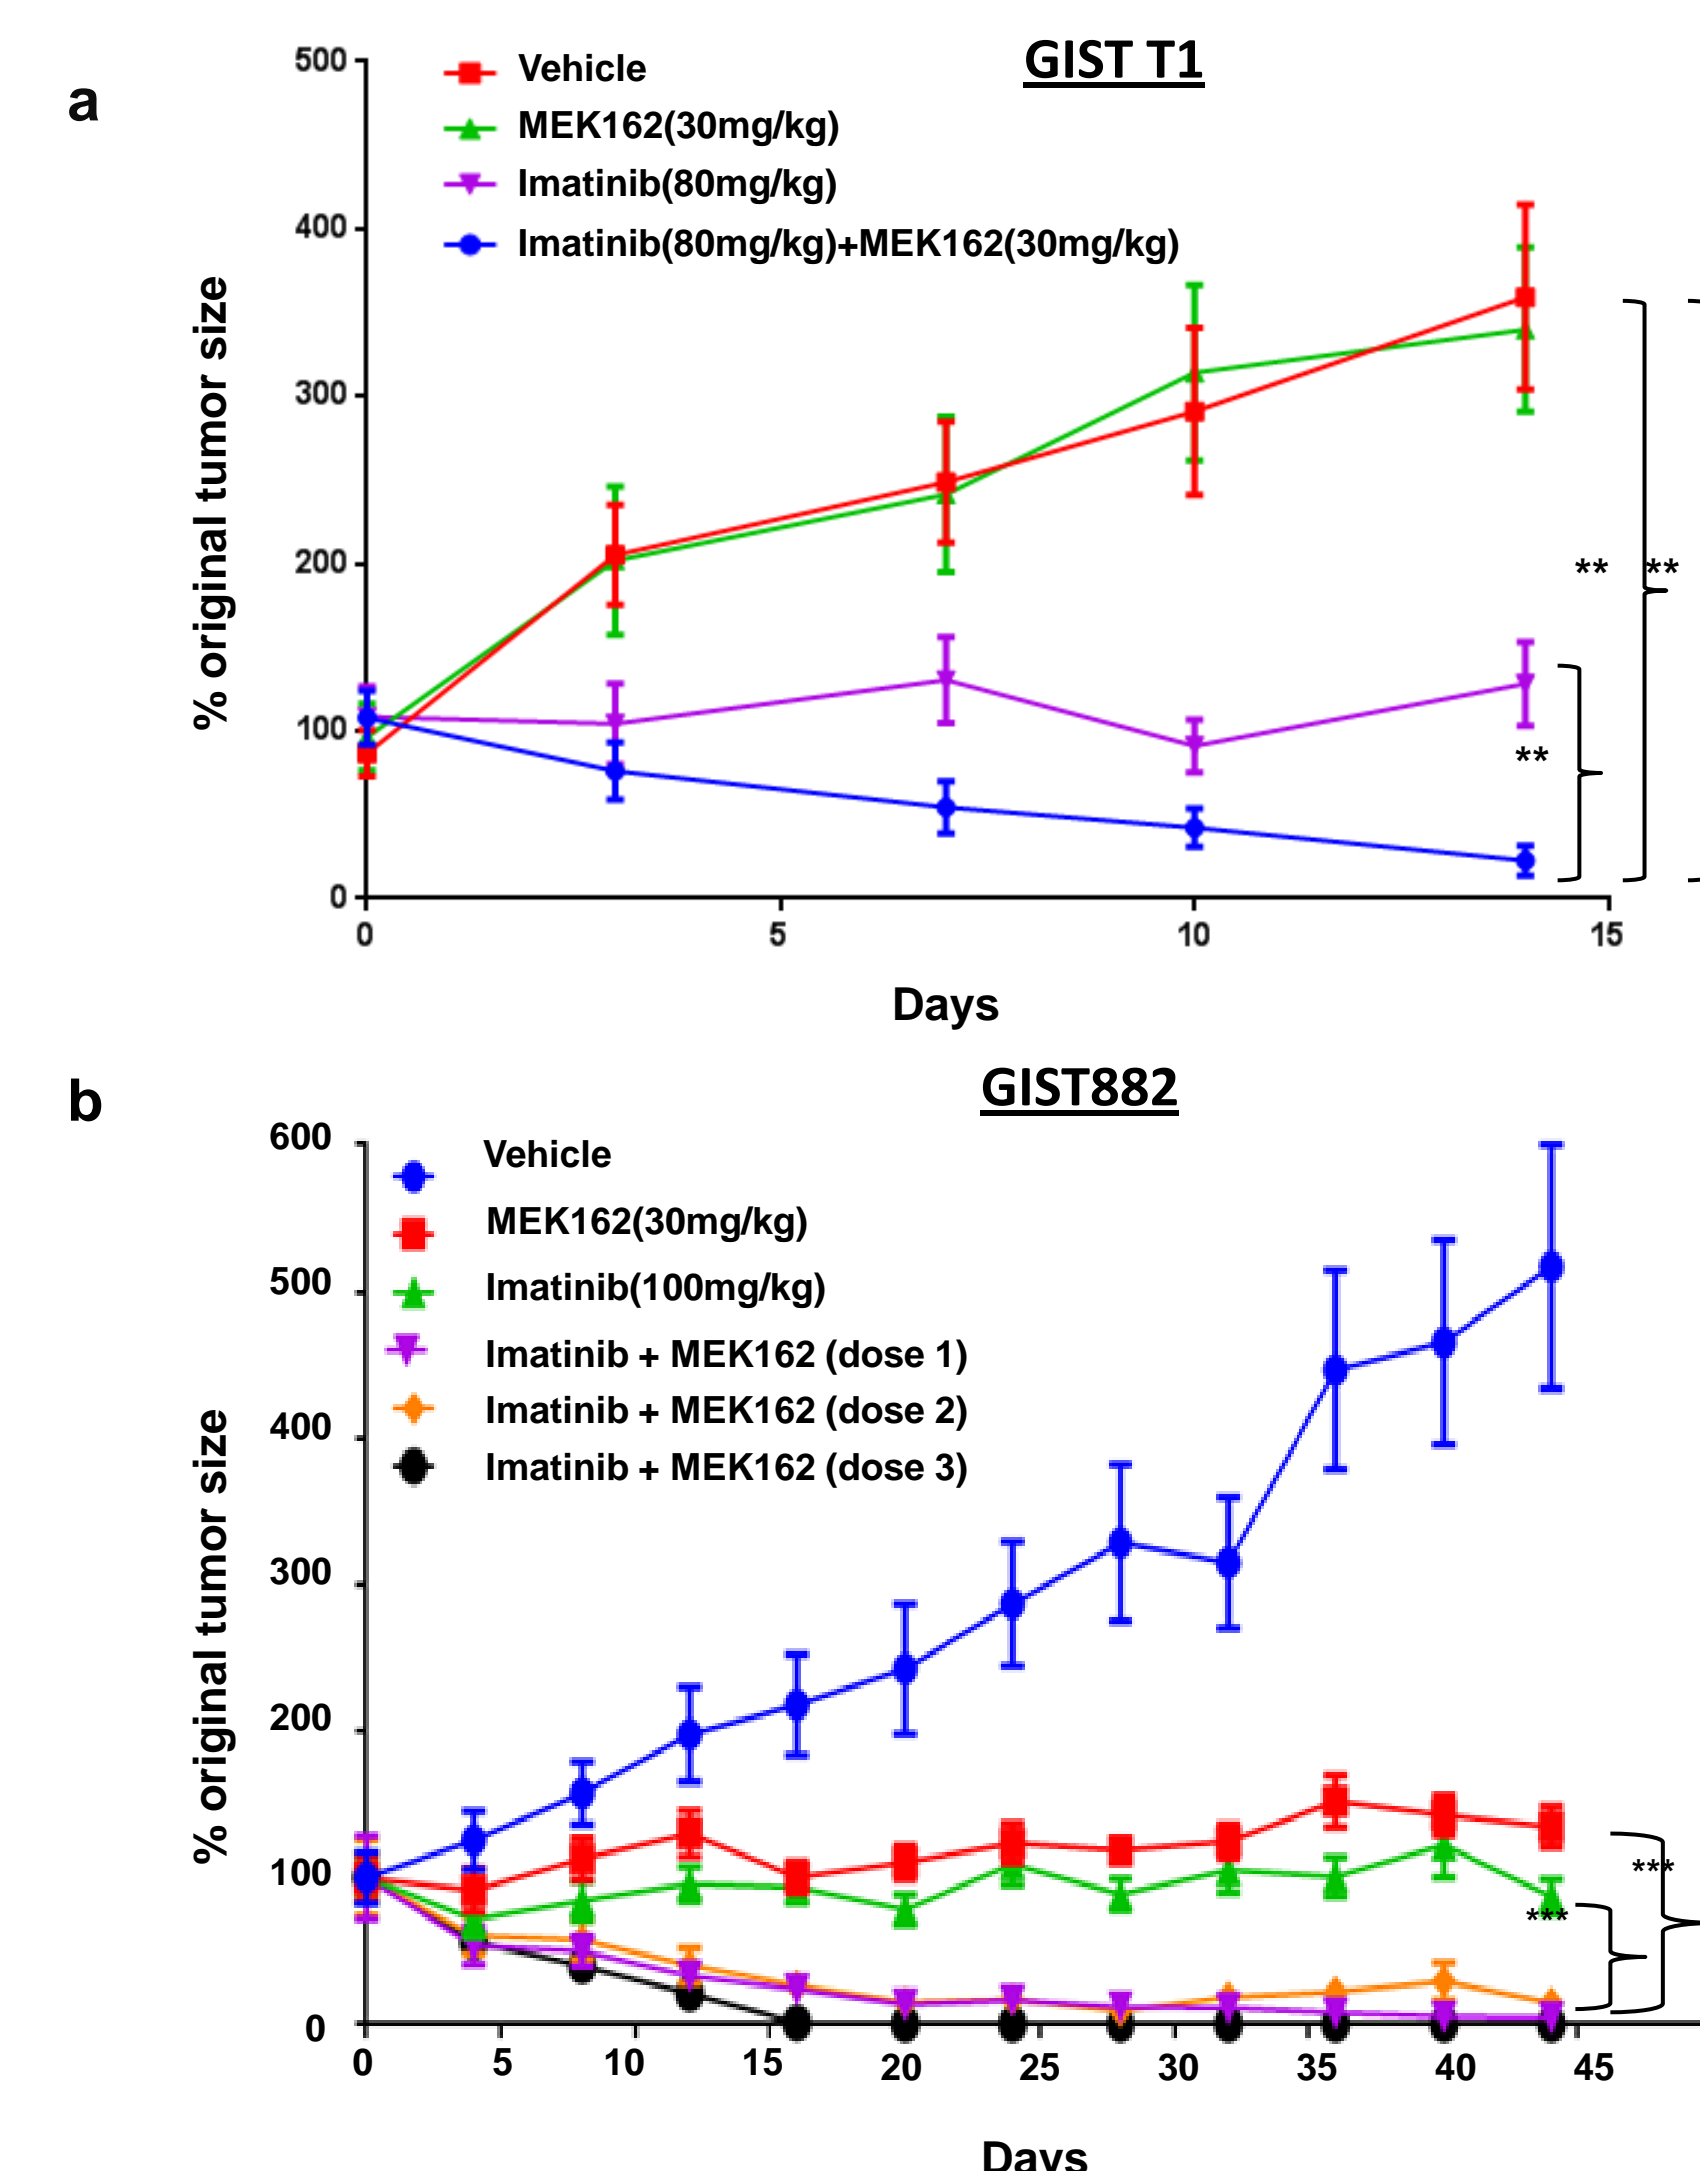 a
GIST T1
Vehicle
MEK162(30mg/kg)
Imatinib(80mg/kg)
Imatinib(80mg/kg)+MEK162(30mg/kg)
% original tumor size
500
400
300
200
100
0
** **
**
0 5 10 15
Days
b
GIST882
Vehicle
MEK162(30mg/kg)
Imatinib(100mg/kg)
Imatinib + MEK162 (dose 1)
Imatinib + MEK162 (dose 2)
Imatinib + MEK162 (dose 3)
% original tumor size
600
500
400
300
200
100
0
***
***
0 5 10 15 20 25 30 35 40 45
Days